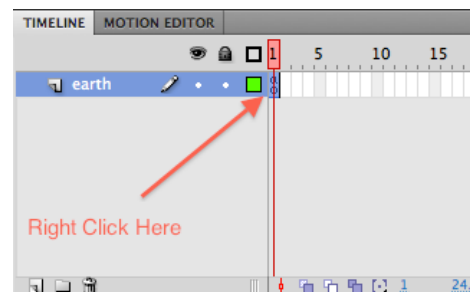 TIMELINE MOTION EDITOR
1 5 10 15
earth
Right Click Here
1 24.